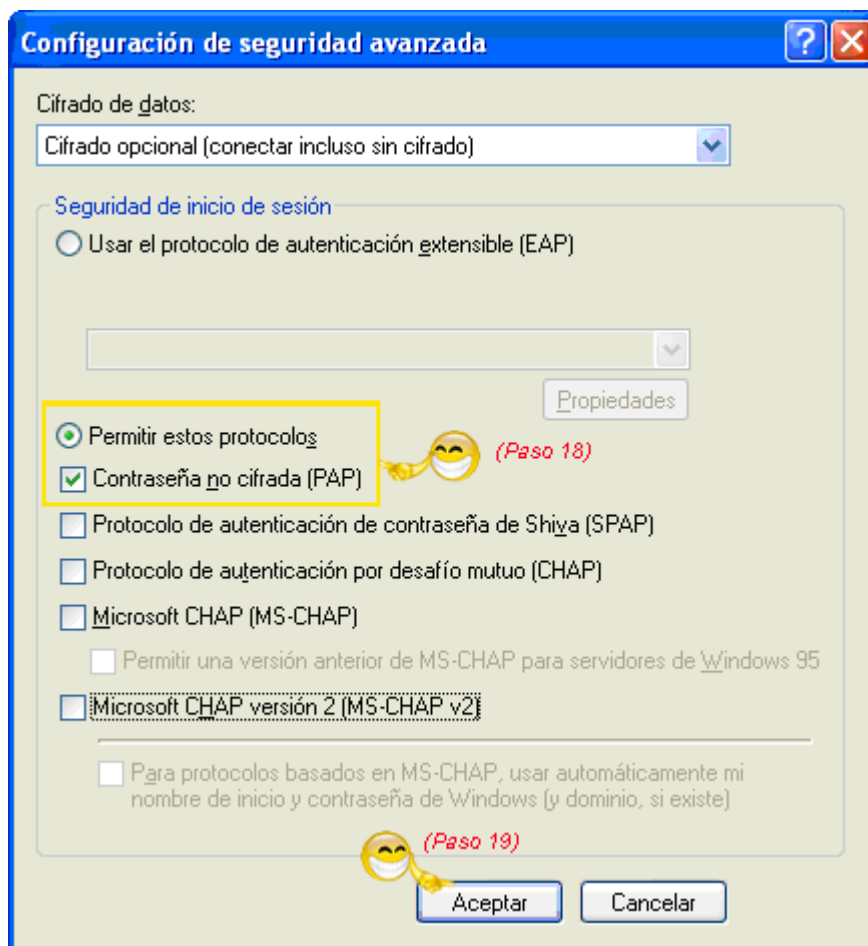 Configuración de seguridad avanzada
Cifrado de datos:
Cifrado opcional (conectar incluso sin cifrado)
Seguridad de inicio de sesión
Usar el protocolo de autenticación extensible (EAP)
Propiedades
Permitir estos protocolos
(Paso 18)
Contraseña no cifrada (PAP)
Protocolo de autenticación de contraseña de Shiva (SPAP)
Protocolo de autenticación por desafío mutuo (CHAP)
Microsoft CHAP (MS-CHAP)
Permitir una versión anterior de MS-CHAP para servidores de Windows 95
Microsoft CHAP versión 2 (MS-CHAP v2)
Para protocolos basados en MS-CHAP, usar automáticamente mi
nombre de inicio y contraseña de Windows (y dominio, si existe)
(Paso 19)
Aceptar Cancelar